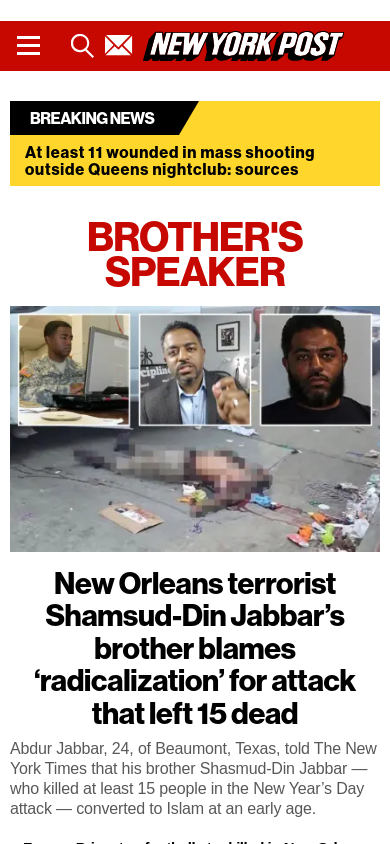 NEW YORK POST
BREAKING NEWS
At least 11 wounded in mass shooting
outside Queens nightclub: sources
BROTHER'S
SPEAKER
New Orleans terrorist
Shamsud-Din Jabbar’s
brother blames
‘radicalization’ for attack
that left 15 dead
Abdur Jabbar, 24, of Beaumont, Texas, told The New
York Times that his brother Shasmud-Din Jabbar —
who killed at least 15 people in the New Year’s Day
attack — converted to Islam at an early age.